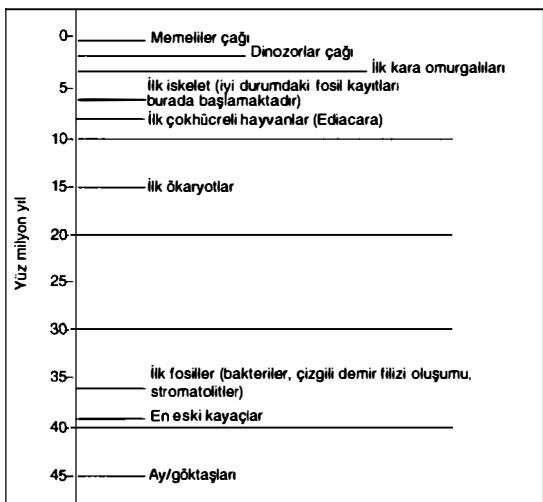 0
Memeliler çağı
Dinozorlar çağı
İlk kara omurgalıları
5
İlk iskelet (iyi durumdaki fosil kayıtları
burada başlamaktadır)
İlk çokhücreli hayvanlar (Ediacara)
10
15
İlk ökaryotlar
20
Yüz milyon yıl
25
30
35
İlk fosiller (bakteriler, çizgili demir filizi oluşumu,
stromatolitler)
En eski kayaçlar
40
45
Ay/göktaşları